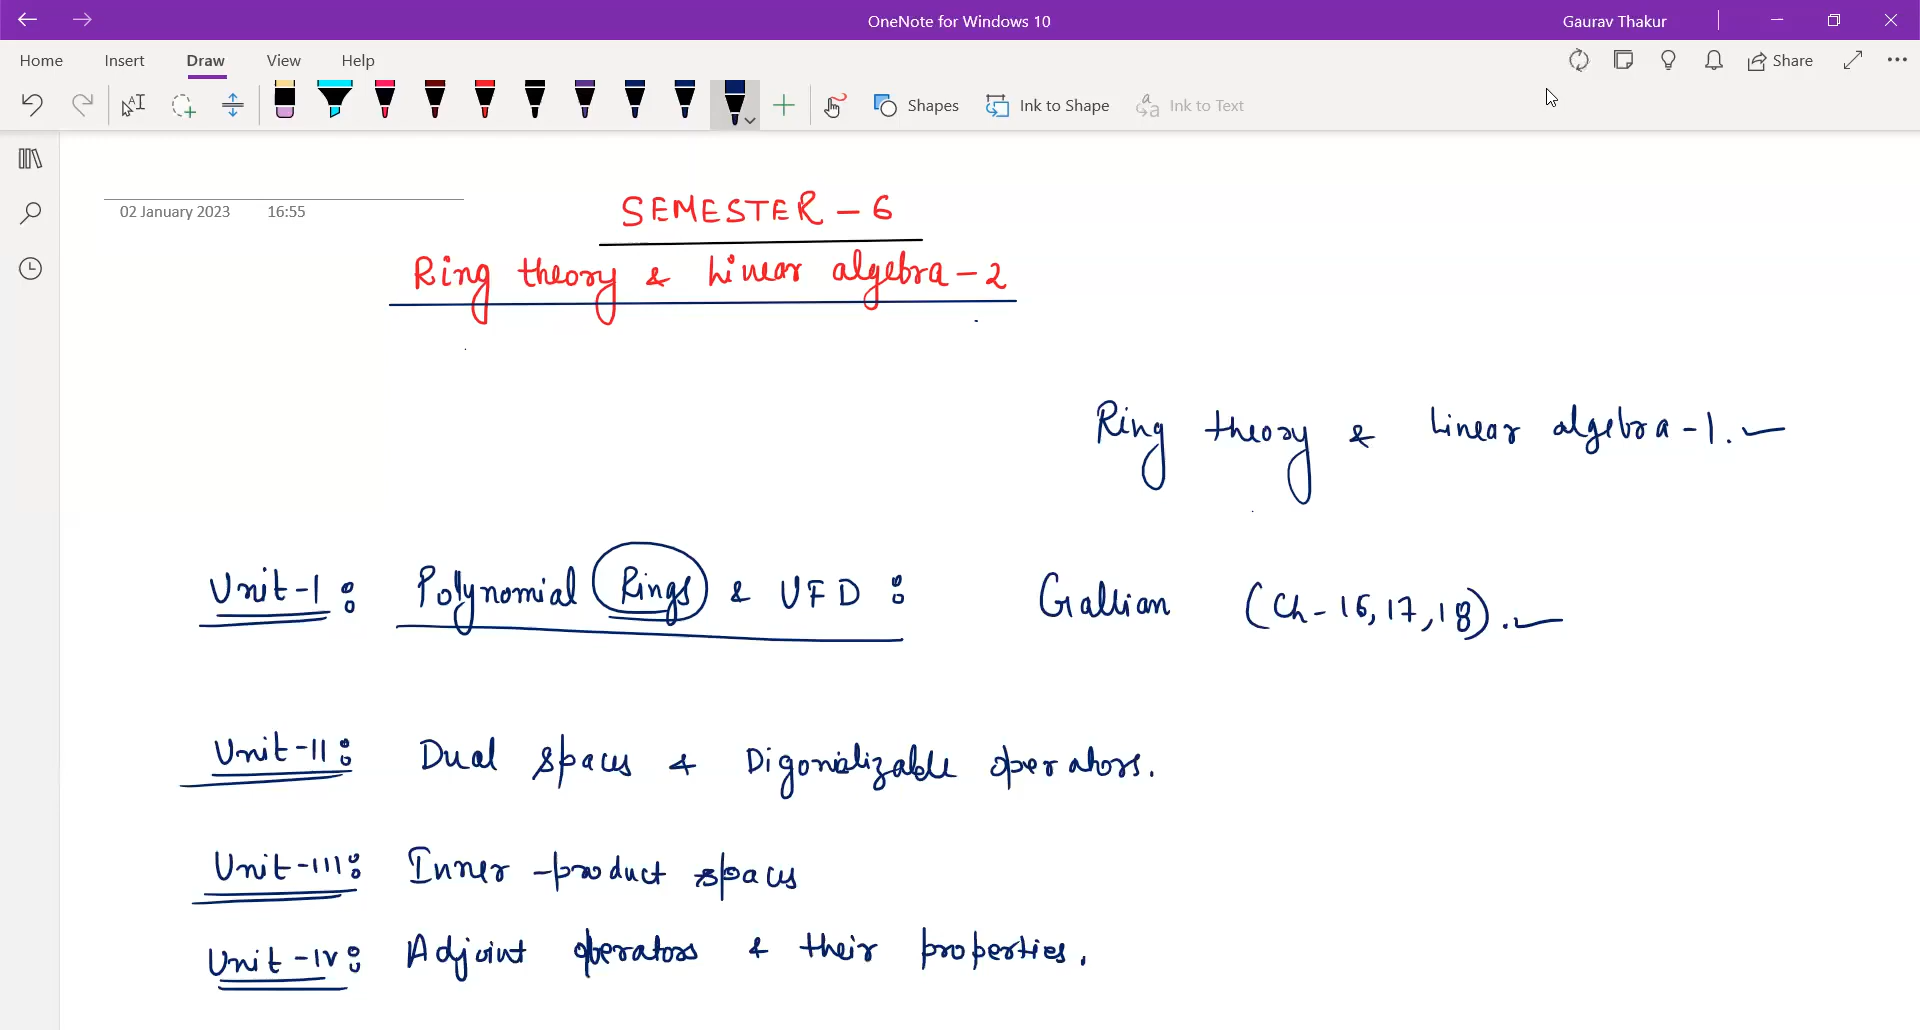 OneNote for Windows 10
Gaurav Thakur
Home Insert Draw View Help
Share
Shapes Ink to Shape Ink to Text
02 January 2023 16:55
SEMESTER - 6
Ring theory & Linear algebra - 2
Ring theory & Linear algebra - 1.
Unit-I : Polynomial Rings & UFD : Gallian (Ch - 16, 17, 18).
Unit-II : Dual spaces & Digonalizable operators.
Unit-III : Inner - product spaces
Unit-IV : Adjoint operators & their properties.